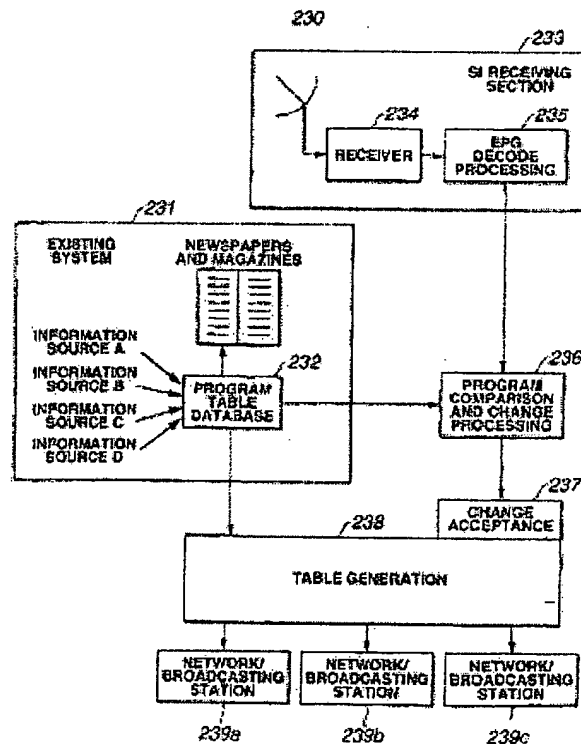 230
233
SI RECEIVING
SECTION
234
235
RECEIVER
EPG
DECODE
PROCESSING
231
EXISTING
SYSTEM
NEWSPAPERS
AND MAGAZINES
INFORMATION
SOURCE A
INFORMATION
SOURCE B
INFORMATION
SOURCE C
INFORMATION
SOURCE D
232
PROGRAM
TABLE
DATABASE
236
PROGRAM
COMPARISON
AND CHANGE
PROCESSING
237
CHANGE
ACCEPTANCE
238
TABLE GENERATION
NETWORK/
BROADCASTING
STATION
NETWORK/
BROADCASTING
STATION
NETWORK/
BROADCASTING
STATION
239a
239b
239c